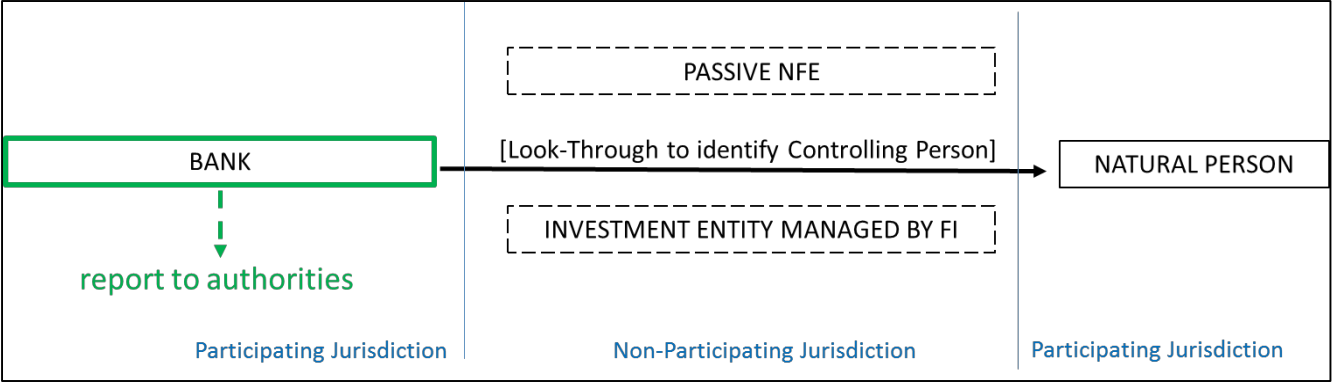 PASSIVE NFE
BANK
[Look-Through to identify Controlling Person]
NATURAL PERSON
INVESTMENT ENTITY MANAGED BY FI
report to authorities
Participating Jurisdiction
Non-Participating Jurisdiction
Participating Jurisdiction